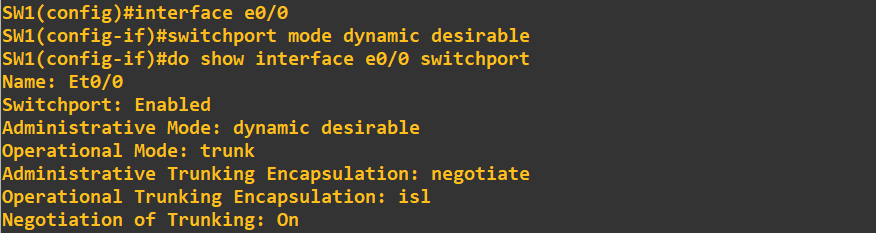 SW1(config)#interface e0/0
SW1(config-if)#switchport mode dynamic desirable
SW1(config-if)#do show interface e0/0 switchport
Name: Et0/0
Switchport: Enabled
Administrative Mode: dynamic desirable
Operational Mode: trunk
Administrative Trunking Encapsulation: negotiate
Operational Trunking Encapsulation: isl
Negotiation of Trunking: On